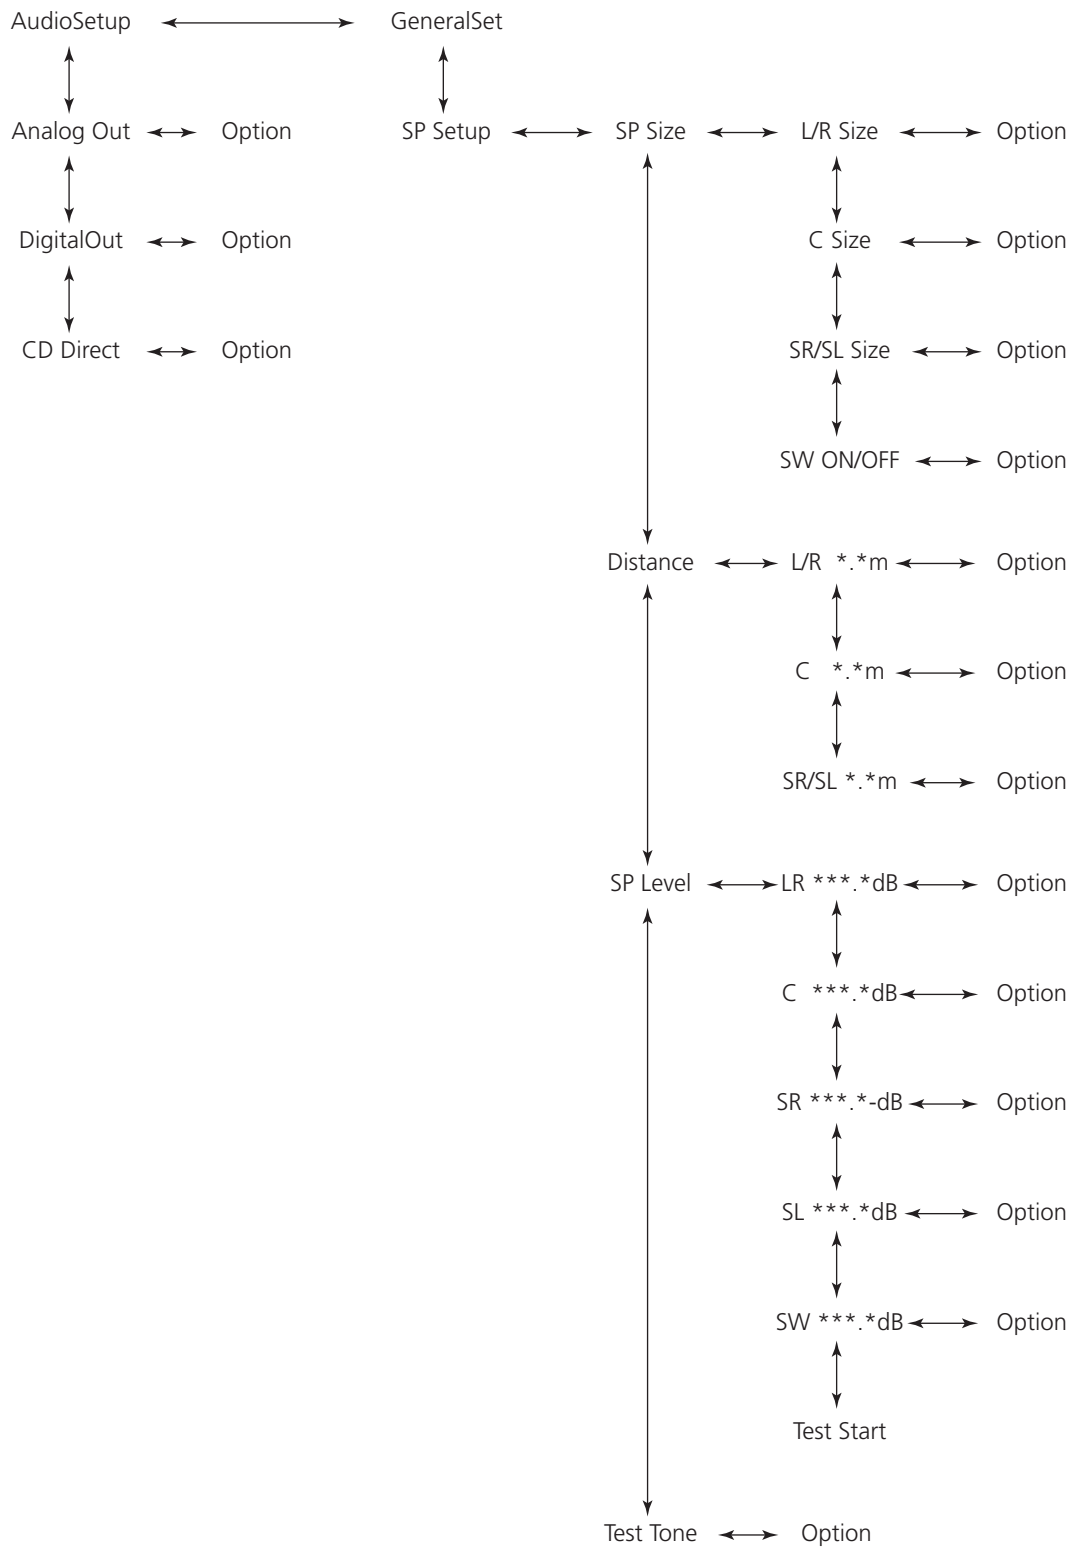 AudioSetup GeneralSet
Analog Out Option SP Setup SP Size L/R Size Option
DigitalOut Option C Size Option
CD Direct Option SR/SL Size Option
SW ON/OFF Option
Distance L/R *.*m Option
C *.*m Option
SR/SL *.*m Option
SP Level LR ***.*dB Option
C ***.*dB Option
SR ***.*-dB Option
SL ***.*dB Option
SW ***.*dB Option
Test Start
Test Tone Option